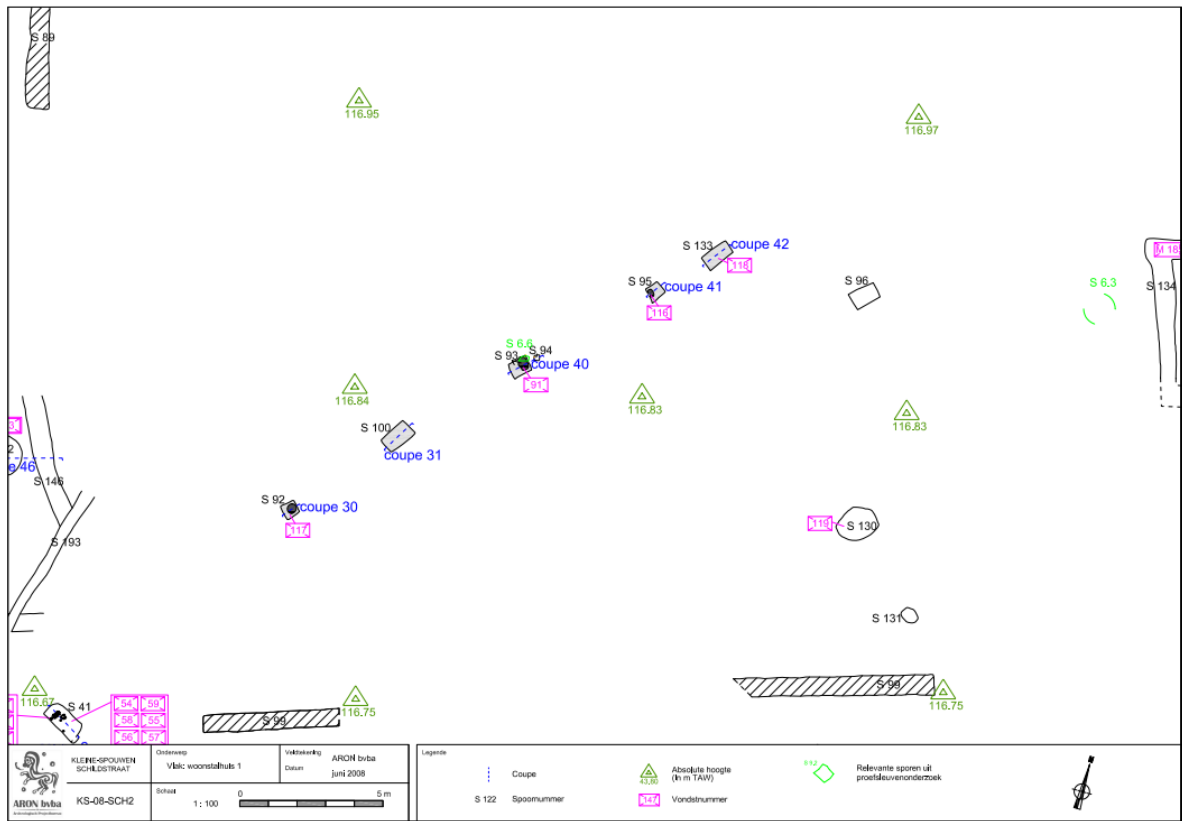 S 89
116.95
116.97
S 133
coupe 42
118
M 18
S 95
coupe 41
S 96
S 6.3
S 134
116
S 6.6
S 94
S 93
coupe 40
91
116.84
116.83
116.83
3
S 100
coupe 31
2
e 46
S 146
S 92
coupe 30
117
119
S 130
S 193
S 131
116.67
S 41
54
59
58
55
56
57
116.75
S 99
S 99
116.75
KLEINE-SPOUWEN
SCHILDSTRAAT
KS-08-SCH2
ARON bvba
Onderwerp
Vlak: woonstalhuis 1
Veldtekening
ARON bvba
Datum
juni 2008
Schaal
1 : 100
0
5 m
Legende
Coupe
S 122
Spoornummer
43,80
Absolute hoogte
(in m TAW)
147
Vondstnummer
Relevante sporen uit
proefsleuvenonderzoek